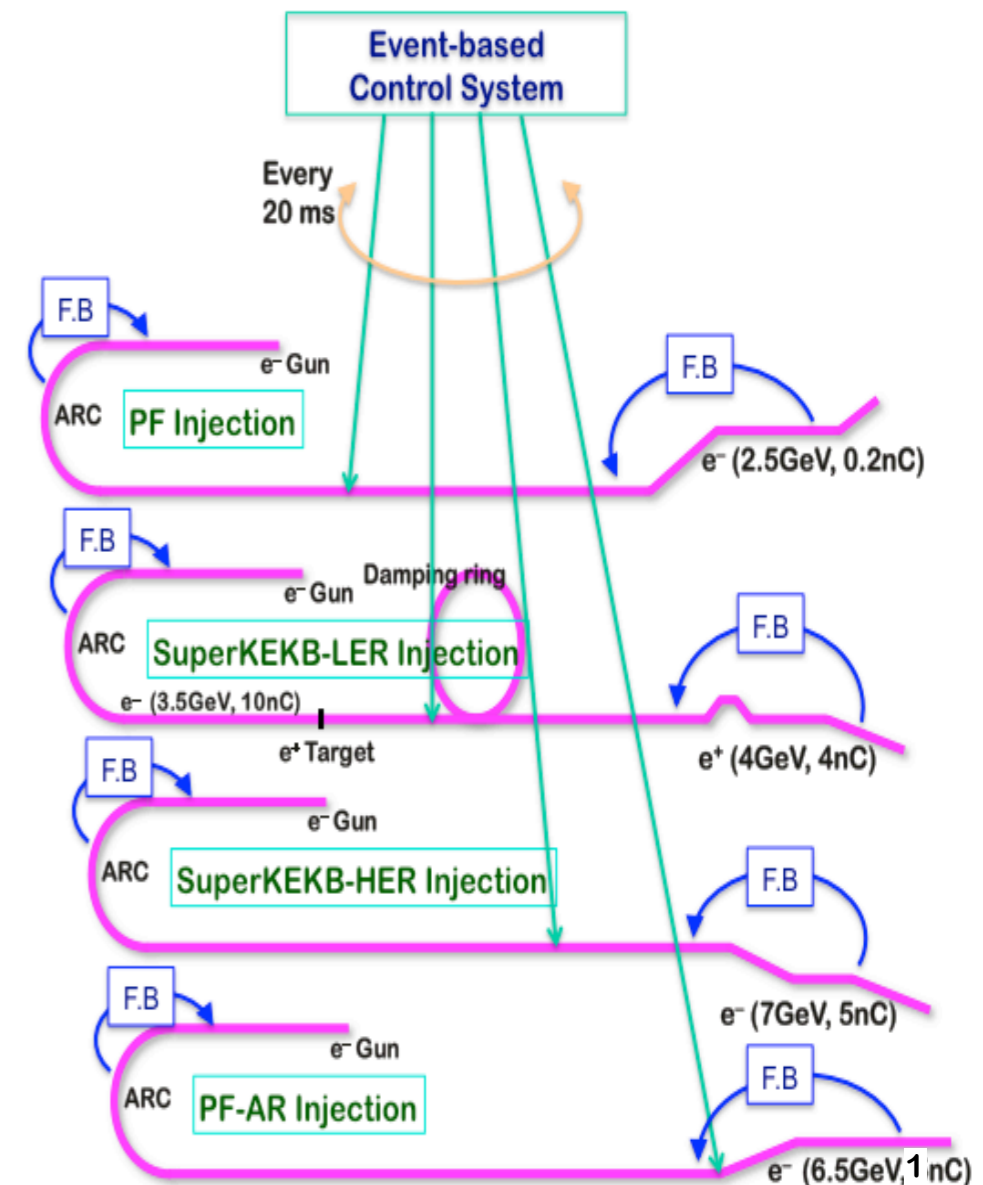 Event-based
Control System
Every
20 ms
F.B
e⁻ Gun
ARC
PF Injection
F.B
e⁻ (2.5GeV, 0.2nC)
F.B
Damping ring
e⁻ Gun
ARC
SuperKEKB-LER Injection
F.B
e⁻ (3.5GeV, 10nC)
e⁺ Target
e⁺ (4GeV, 4nC)
F.B
e⁻ Gun
ARC
SuperKEKB-HER Injection
F.B
e⁻ (7GeV, 5nC)
F.B
e⁻ Gun
F.B
ARC
PF-AR Injection
e⁻ (6.5GeV,
1
nC)